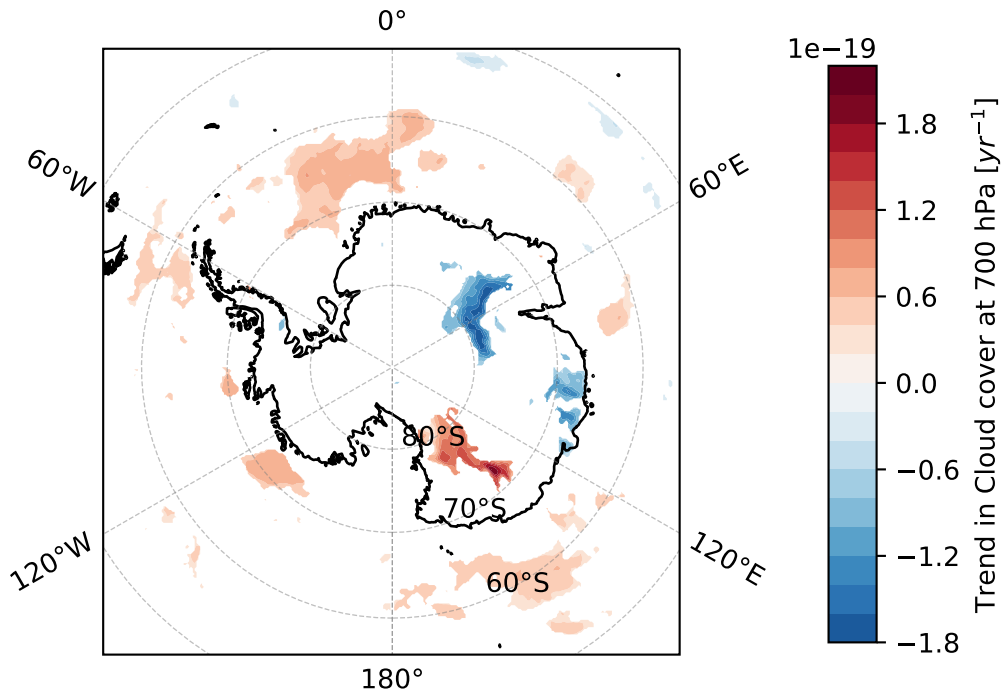 0°
1e−19
60°W
60°E
1.8
1.2
0.6
0.0
−0.6
−1.2
−1.8
Trend in Cloud cover at 700 hPa [yr⁻¹]
80°S
70°S
60°S
120°W
120°E
180°